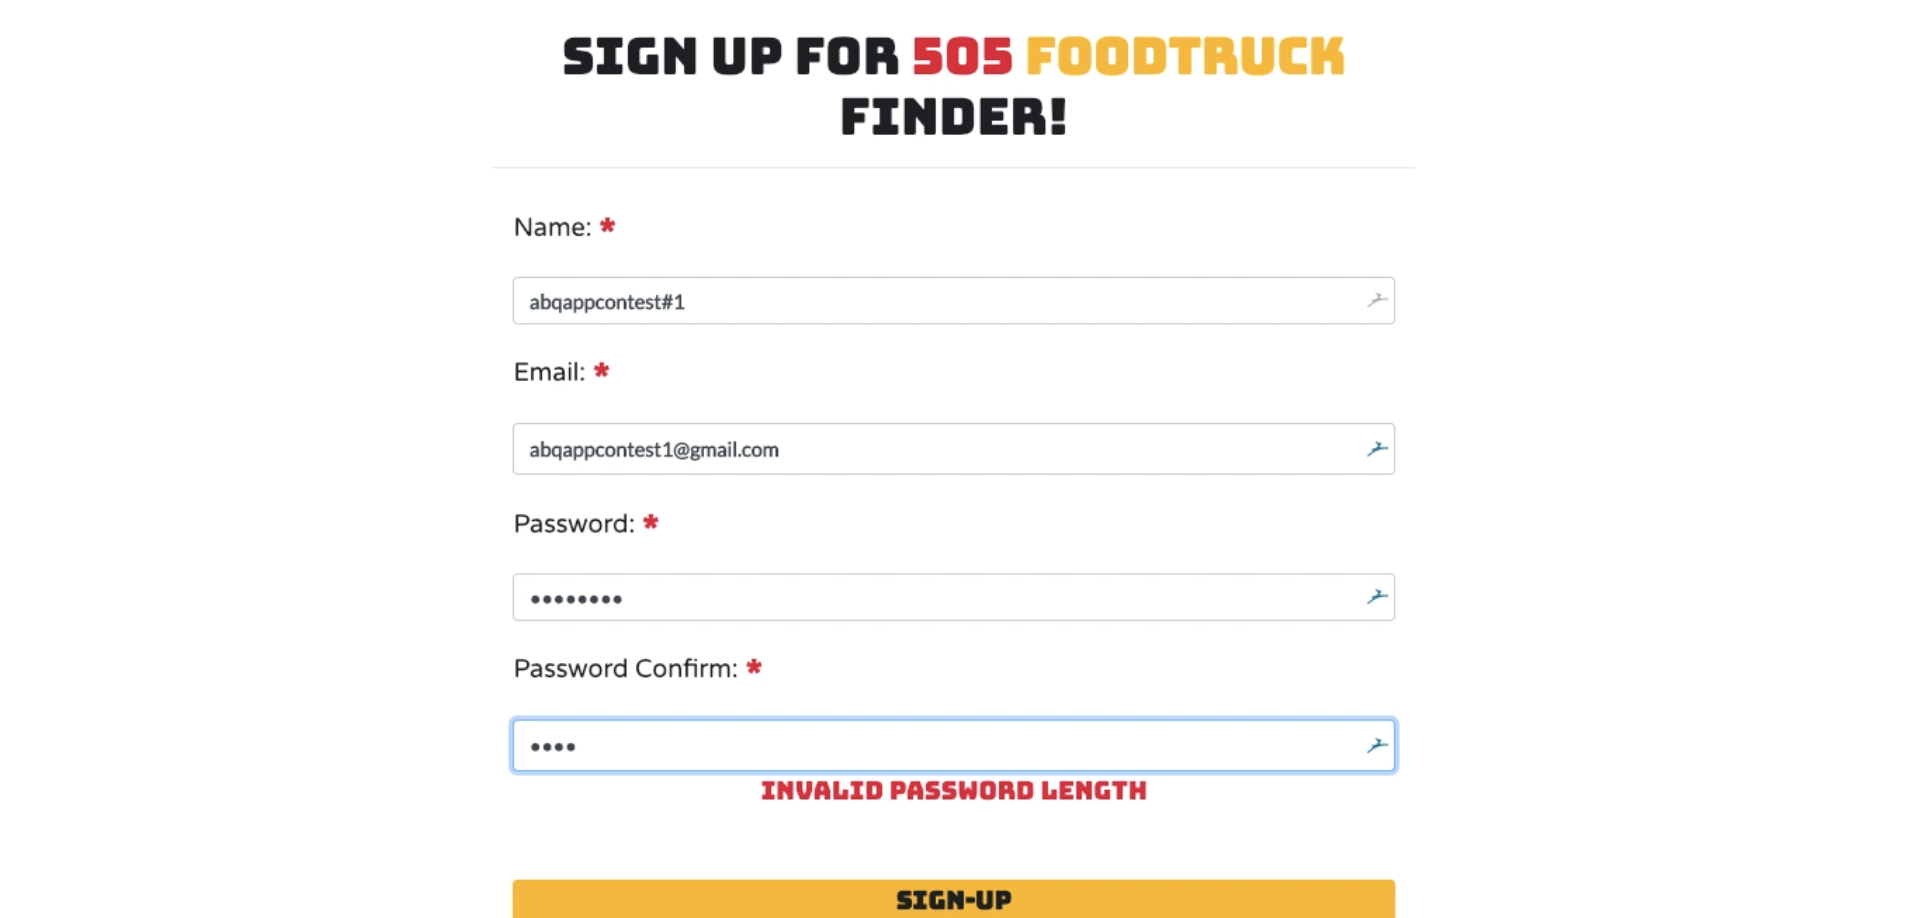 SIGN UP FOR 505 FOODTRUCK
FINDER!
Name: *
abqappcontest#1
Email: *
abqappcontest1@gmail.com
Password: *
••••••••
Password Confirm: *
••••
INVALID PASSWORD LENGTH
SIGN-UP